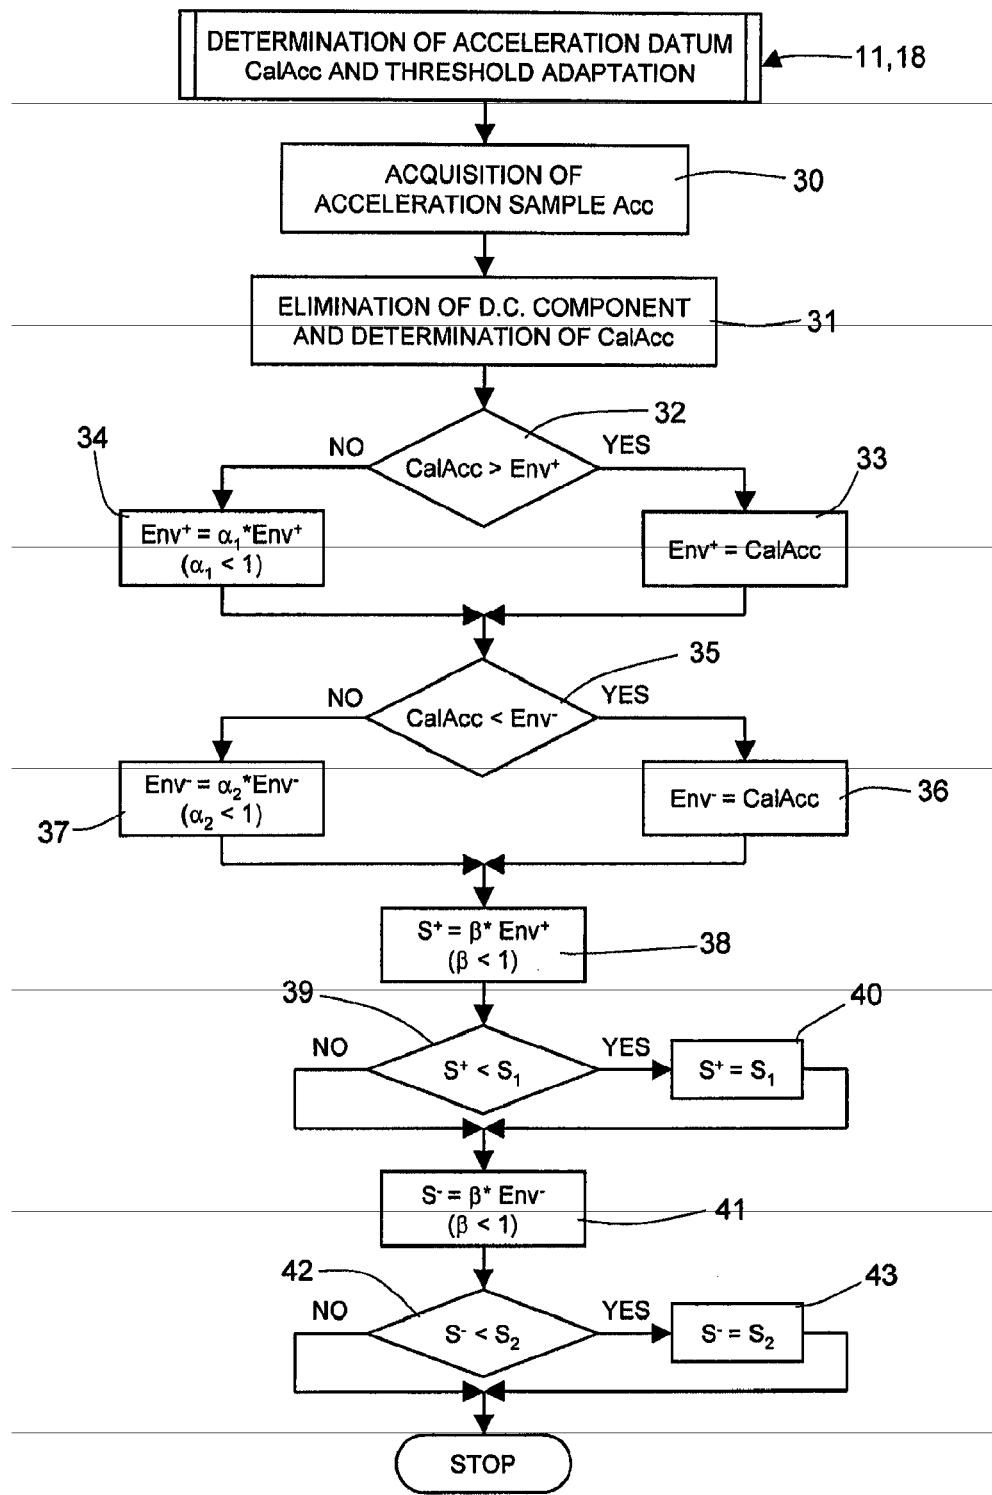 DETERMINATION OF ACCELERATION DATUM
CalAcc AND THRESHOLD ADAPTATION
11,18
ACQUISITION OF
ACCELERATION SAMPLE Acc
30
ELIMINATION OF D.C. COMPONENT
AND DETERMINATION OF CalAcc
31
32
34
NO
CalAcc > Env⁺
YES
33
Env⁺ = α₁*Env⁺
(α₁ < 1)
Env⁺ = CalAcc
35
NO
CalAcc < Env⁻
YES
Env⁻ = α₂*Env⁻
(α₂ < 1)
37
Env⁻ = CalAcc
36
S⁺ = β* Env⁺
(β < 1)
38
39
40
NO
S⁺ < S₁
YES
S⁺ = S₁
S⁻ = β* Env⁻
(β < 1)
41
42
43
NO
S⁻ < S₂
YES
S⁻ = S₂
STOP